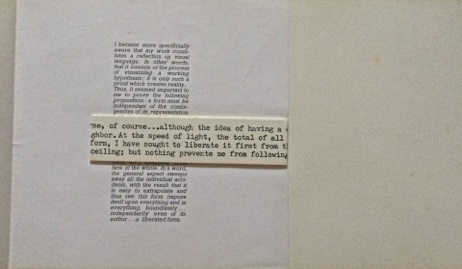 I became more specifically
aware that my work consti-
tutes a reflection on visual
language. In other words,
that it consists of the process
of visualizing a working
hypothesis; it is only such a
proof which creates reality.
Thus, it seemed important to
me to prove the following
proposition: a form must be
independent of the contin-
gencies of its representation
se, of course...although the idea of having a
ghbor. At the speed of light, the total of all
form, I have sought to liberate it first from th
ceiling; but nothing prevents me from following
face of the whole. In a word,
the general aspect sweeps
away all the individual acci-
dents, with the result that it
is easy to extrapolate and
thus see this form impose
itself upon everything and is
everything, boundlessly...
independently even of its
author... a liberated form.